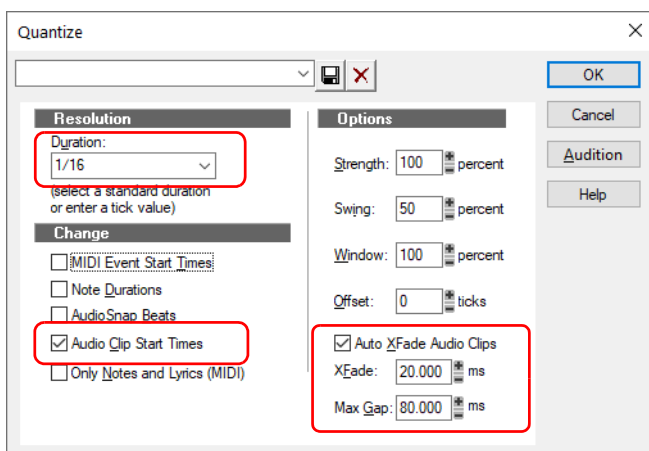 Quantize
OK
Cancel
Audition
Help
Resolution
Duration:
1/16
(select a standard duration
or enter a tick value)
Change
MIDI Event Start Times
Note Durations
AudioSnap Beats
Audio Clip Start Times
Only Notes and Lyrics (MIDI)
Options
Strength: 100 percent
Swing: 50 percent
Window: 100 percent
Offset: 0 ticks
Auto XFade Audio Clips
XFade: 20.000 ms
Max Gap: 80.000 ms